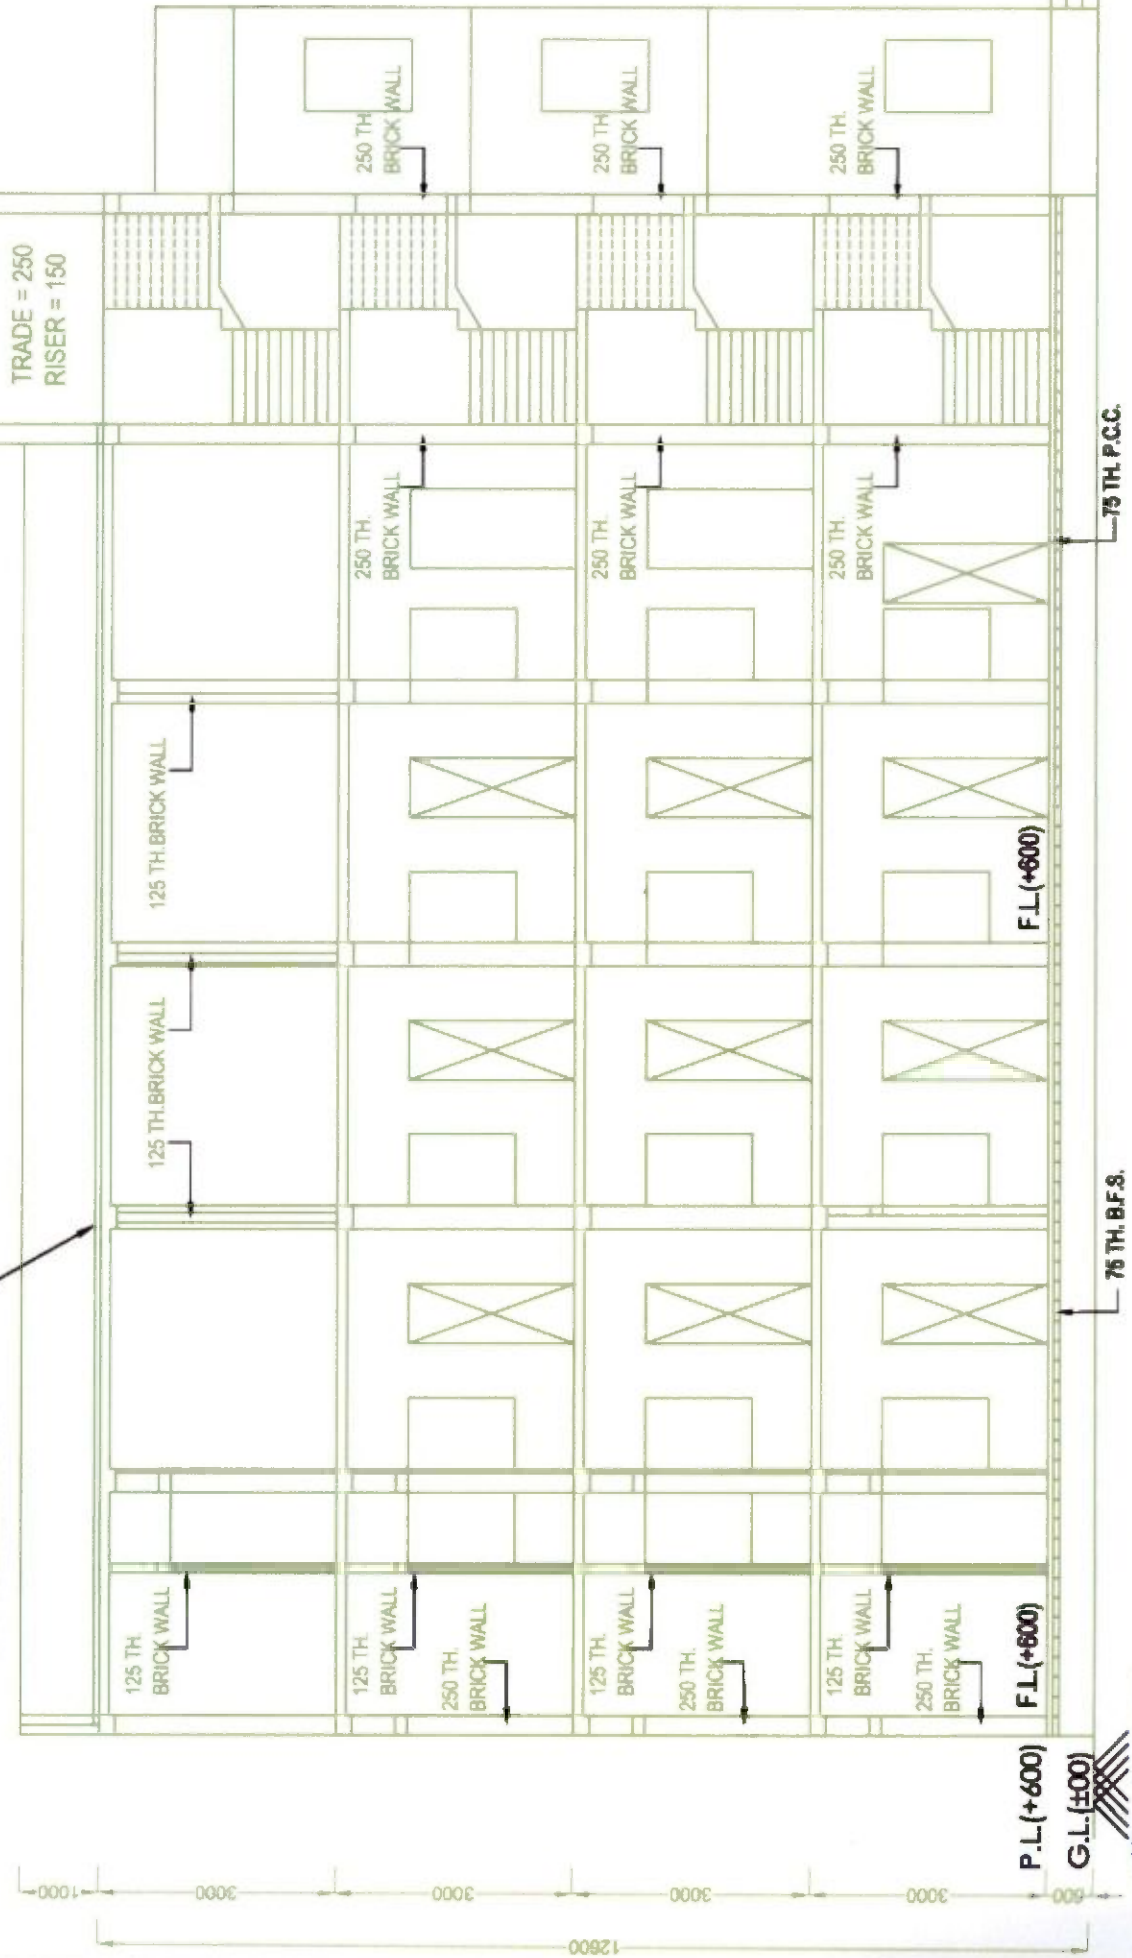 TRADE = 250
RISER = 150
250 TH.
BRICK WALL
250 TH.
BRICK WALL
250 TH.
BRICK WALL
250 TH.
BRICK WALL
250 TH.
BRICK WALL
250 TH.
BRICK WALL
125 TH.BRICK WALL
125 TH.BRICK WALL
125 TH.
BRICK WALL
125 TH.
BRICK WALL
250 TH.
BRICK WALL
125 TH.
BRICK WALL
250 TH.
BRICK WALL
125 TH.
BRICK WALL
250 TH.
BRICK WALL
F.L.(+600)
F.L.(+600)
P.L.(+600)
G.L.(±00)
75 TH. P.C.C.
75 TH. B.F.S.
1000
3000
3000
3000
3000
600
12600